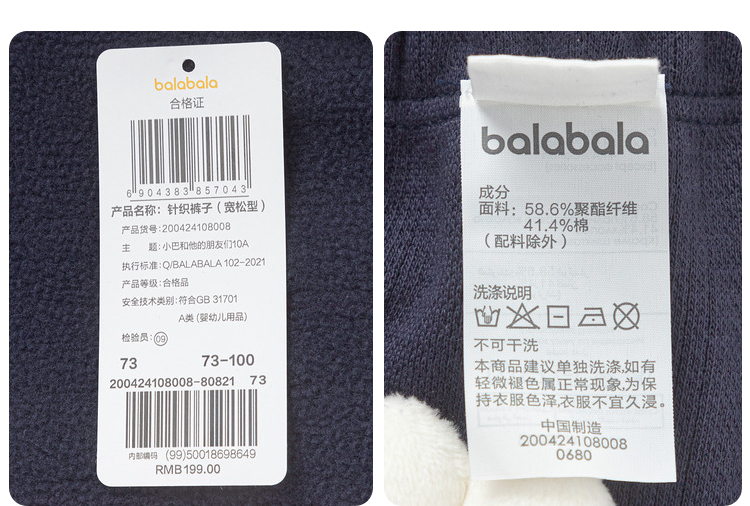 balabala
合格证
6904383857043
产品名称: 针织裤子（宽松型）
产品货号:200424108008
主 题:小巴和他的朋友们10A
执行标准:Q/BALABALA 102-2021
产品等级:合格品
安全技术类别:符合GB 31701
A类 (婴幼儿用品)
检验员: 09
73 73-100
200424108008-80821 73
内部编码 (99)50018698649
RMB199.00
balabala
成分
面料: 58.6%聚酯纤维
41.4%棉
（配料除外）
洗涤说明
不可干洗
本商品建议单独洗涤,如有
轻微褪色属正常现象,为保
持衣服色泽,衣服不宜久浸。
中国制造
200424108008
0680